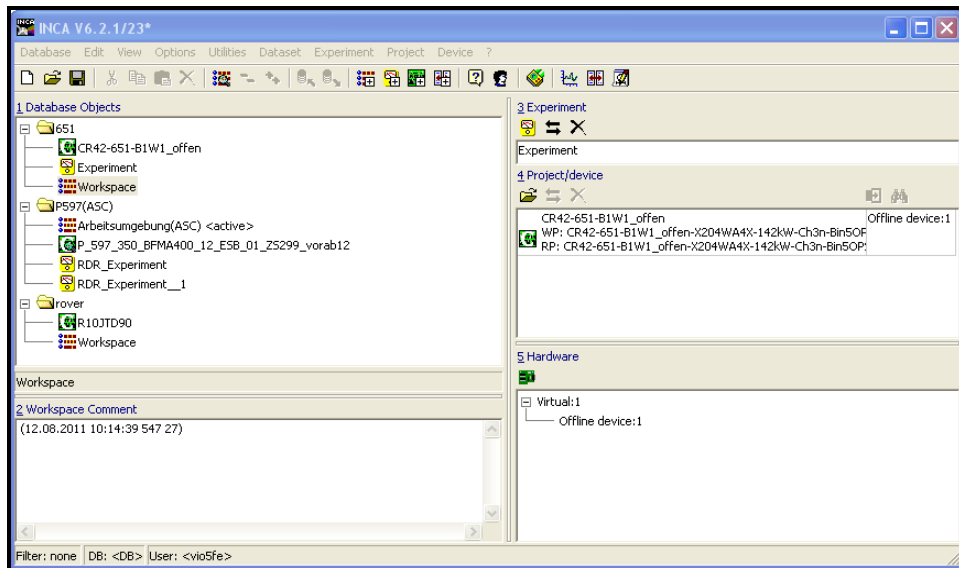 INCA V6.2.1/23*
Database Edit View Options Utilities Dataset Experiment Project Device ?
1 Database Objects
651
CR42-651-B1W1_offen
Experiment
Workspace
P597(ASC)
Arbeitsumgebung(ASC) <active>
P_597_350_BFMA400_12_ESB_01_ZS299_vorab12
RDR_Experiment
RDR_Experiment__1
rover
R10JTD90
Workspace
Workspace
2 Workspace Comment
(12.08.2011 10:14:39 547 27)
3 Experiment
Experiment
4 Project/device
CR42-651-B1W1_offen Offline device:1
WP: CR42-651-B1W1_offen-X204WA4X-142kW-Ch3n-Bin5OF
RP: CR42-651-B1W1_offen-X204WA4X-142kW-Ch3n-Bin5OP
5 Hardware
Virtual:1
Offline device:1
Filter: none DB: <DB> User: <vio5fe>